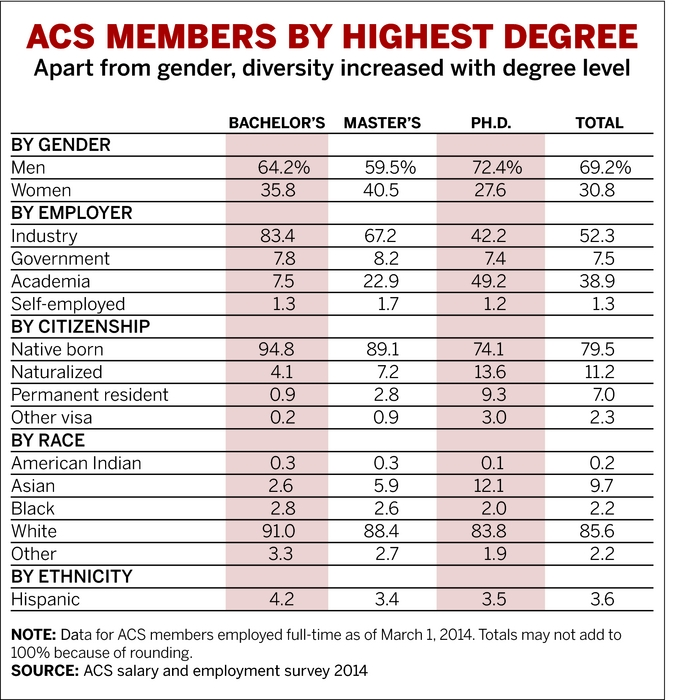 ACS MEMBERS BY HIGHEST DEGREE
Apart from gender, diversity increased with degree level
BACHELOR'S MASTER'S PH.D. TOTAL
BY GENDER
Men 64.2% 59.5% 72.4% 69.2%
Women 35.8 40.5 27.6 30.8
BY EMPLOYER
Industry 83.4 67.2 42.2 52.3
Government 7.8 8.2 7.4 7.5
Academia 7.5 22.9 49.2 38.9
Self-employed 1.3 1.7 1.2 1.3
BY CITIZENSHIP
Native born 94.8 89.1 74.1 79.5
Naturalized 4.1 7.2 13.6 11.2
Permanent resident 0.9 2.8 9.3 7.0
Other visa 0.2 0.9 3.0 2.3
BY RACE
American Indian 0.3 0.3 0.1 0.2
Asian 2.6 5.9 12.1 9.7
Black 2.8 2.6 2.0 2.2
White 91.0 88.4 83.8 85.6
Other 3.3 2.7 1.9 2.2
BY ETHNICITY
Hispanic 4.2 3.4 3.5 3.6
NOTE: Data for ACS members employed full-time as of March 1, 2014. Totals may not add to
100% because of rounding.
SOURCE: ACS salary and employment survey 2014